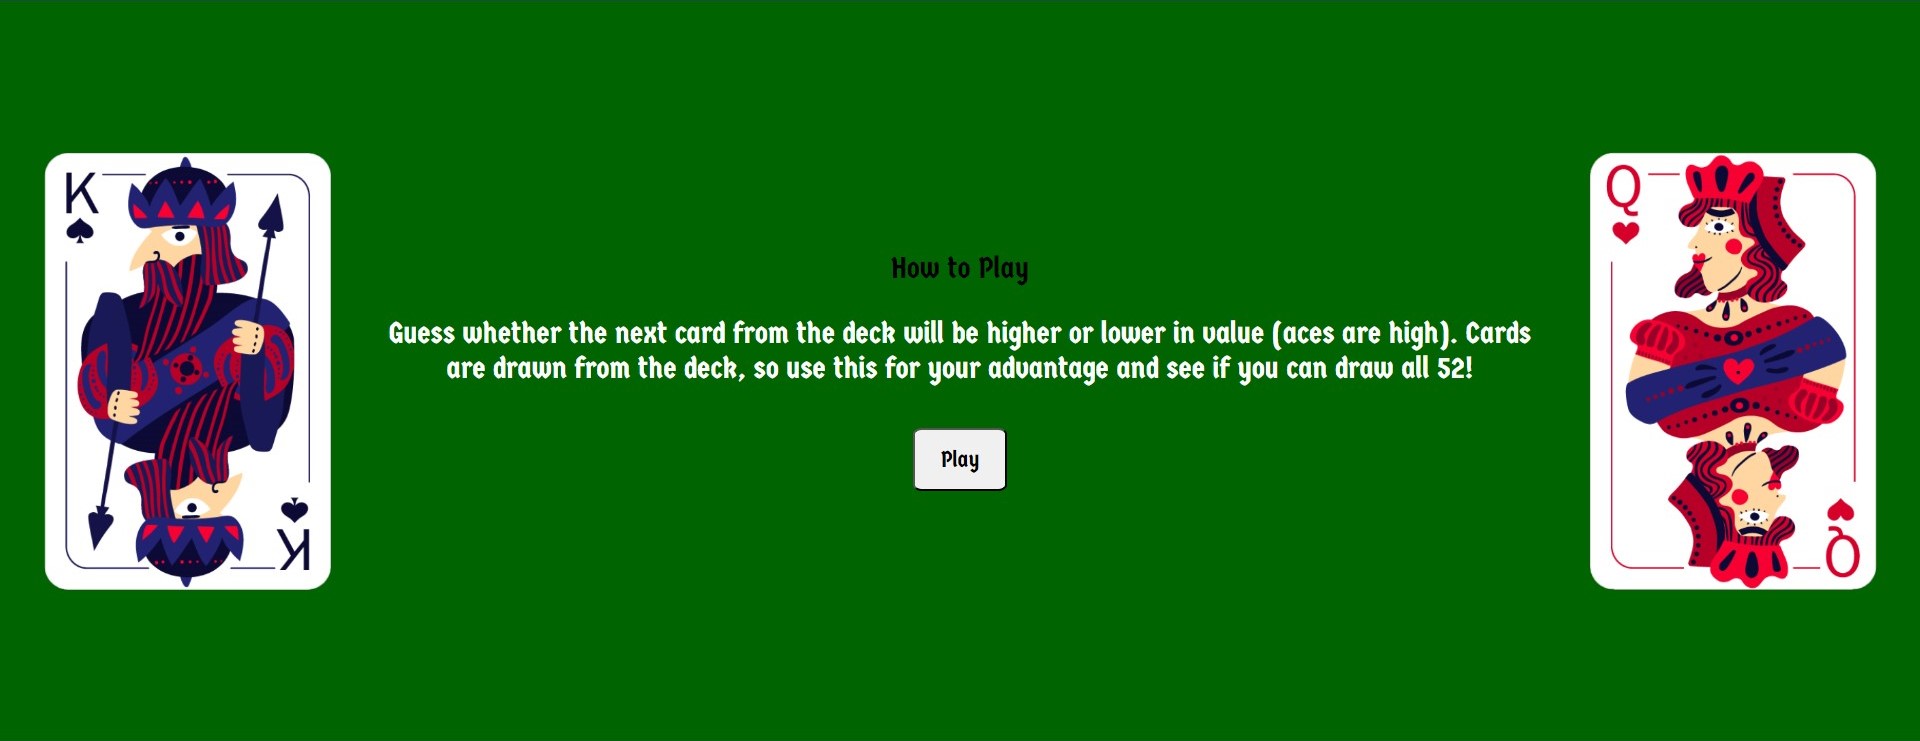 K
Q
How to Play
Guess whether the next card from the deck will be higher or lower in value (aces are high). Cards
are drawn from the deck, so use this for your advantage and see if you can draw all 52!
Play
K
Q